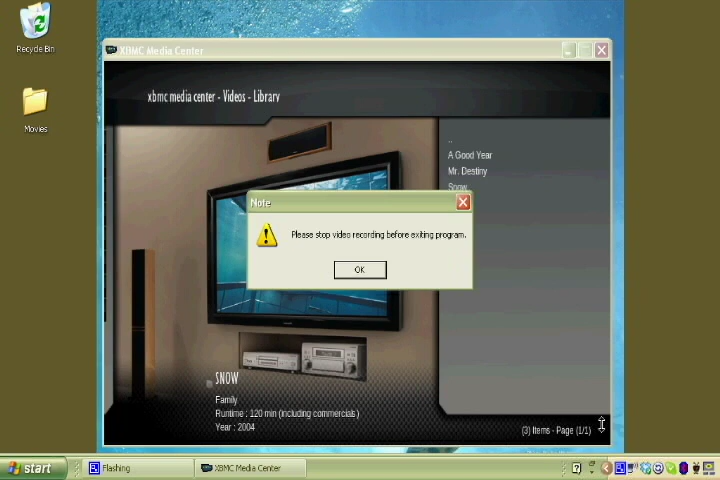 Recycle Bin
Movies
XBMC Media Center
xbmc media center - Videos - Library
..
A Good Year
Mr. Destiny
Snow
Note
Please stop video recording before exiting program.
OK
SNOW
Family
Runtime : 120 min (including commercials)
Year : 2004
(3) Items - Page (1/1)
start
Flashing
XBMC Media Center